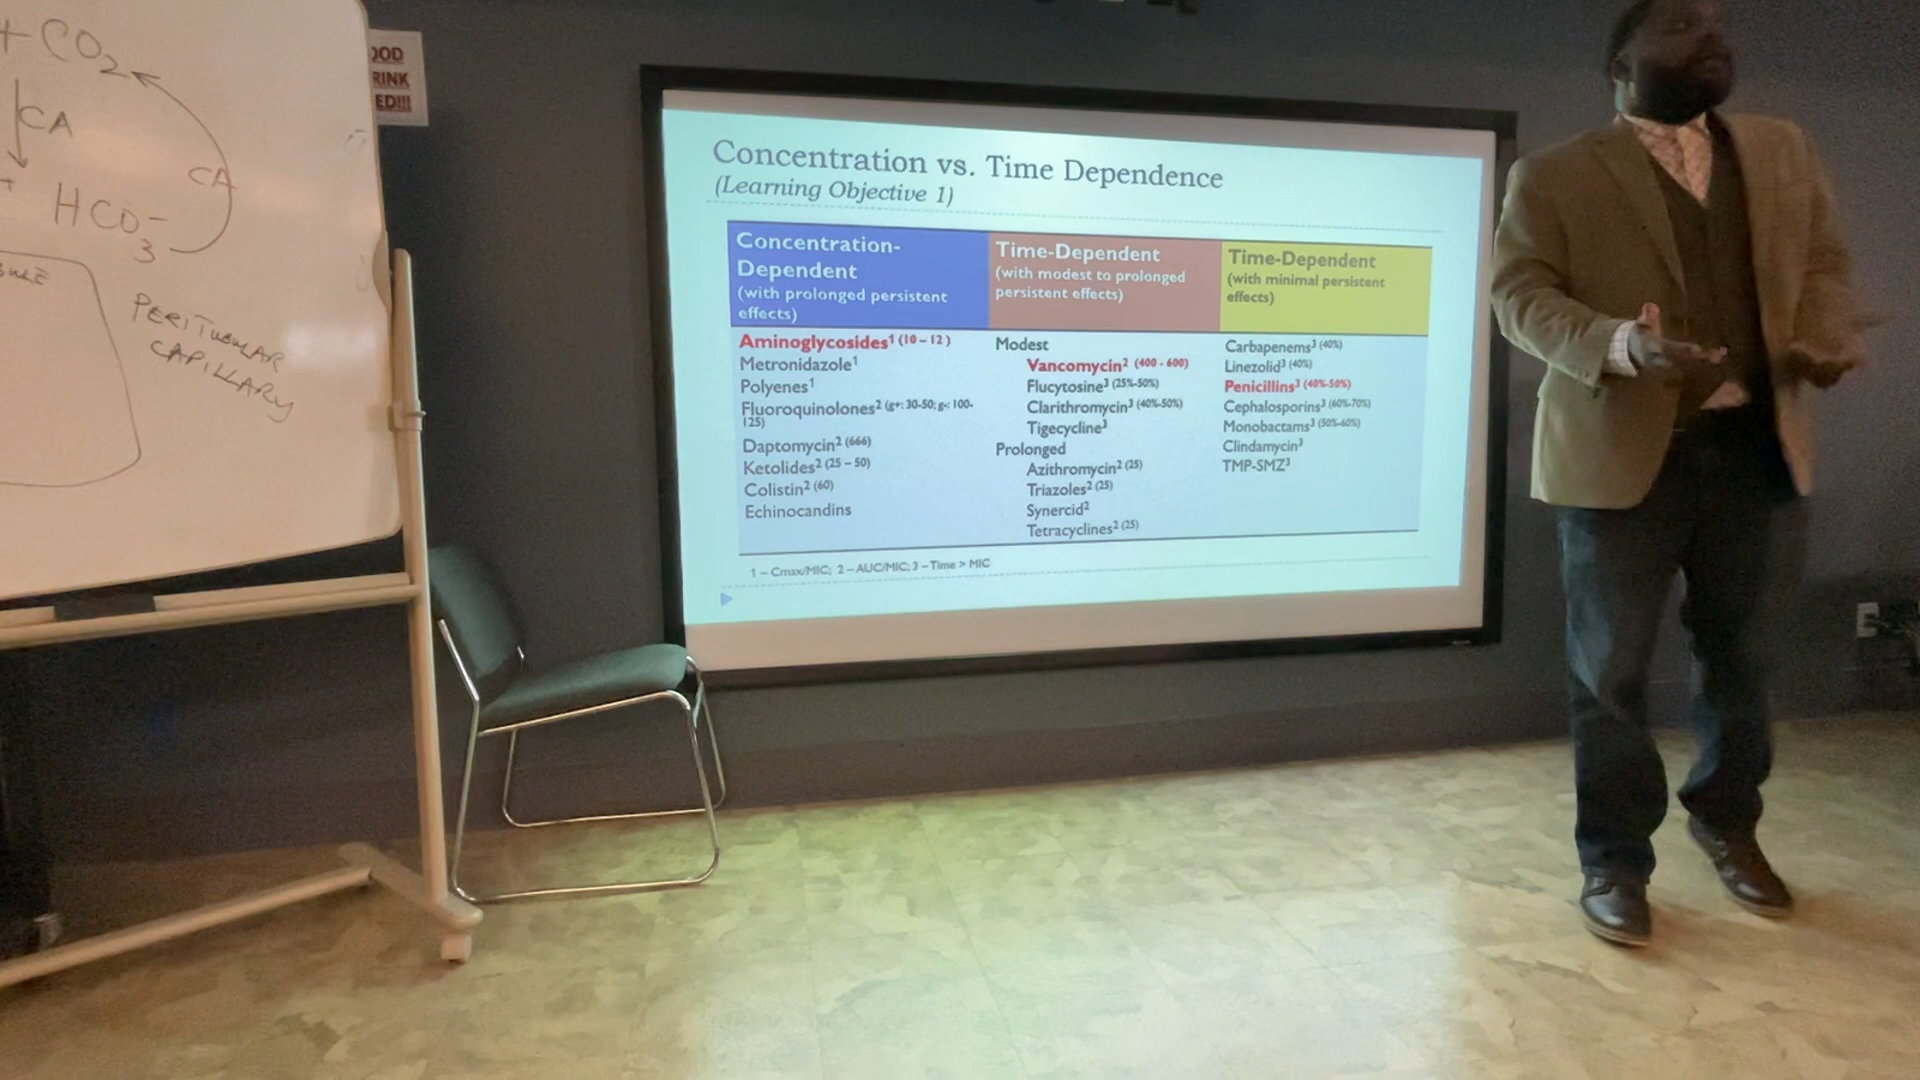 + CO2
CA
CA
+ HCO3-
PERITUBULAR
CAPILLARY
OOD
RINK
ED!!!
Concentration vs. Time Dependence
(Learning Objective 1)
Concentration-
Dependent
(with prolonged persistent
effects)
Aminoglycosides1 (10 – 12 )
Metronidazole1
Polyenes1
Fluoroquinolones2 (g+: 30-50; g-: 100-
125)
Daptomycin2 (666)
Ketolides2 (25 – 50)
Colistin2 (60)
Echinocandins
Time-Dependent
(with modest to prolonged
persistent effects)
Modest
Vancomycin2 (400 - 600)
Flucytosine3 (25%-50%)
Clarithromycin3 (40%-50%)
Tigecycline3
Prolonged
Azithromycin2 (25)
Triazoles2 (25)
Synercid2
Tetracyclines2 (25)
Time-Dependent
(with minimal persistent
effects)
Carbapenems3 (40%)
Linezolid3 (40%)
Penicillins3 (40%-50%)
Cephalosporins3 (60%-70%)
Monobactams3 (50%-60%)
Clindamycin3
TMP-SMZ3
1 – Cmax/MIC; 2 – AUC/MIC; 3 – Time > MIC